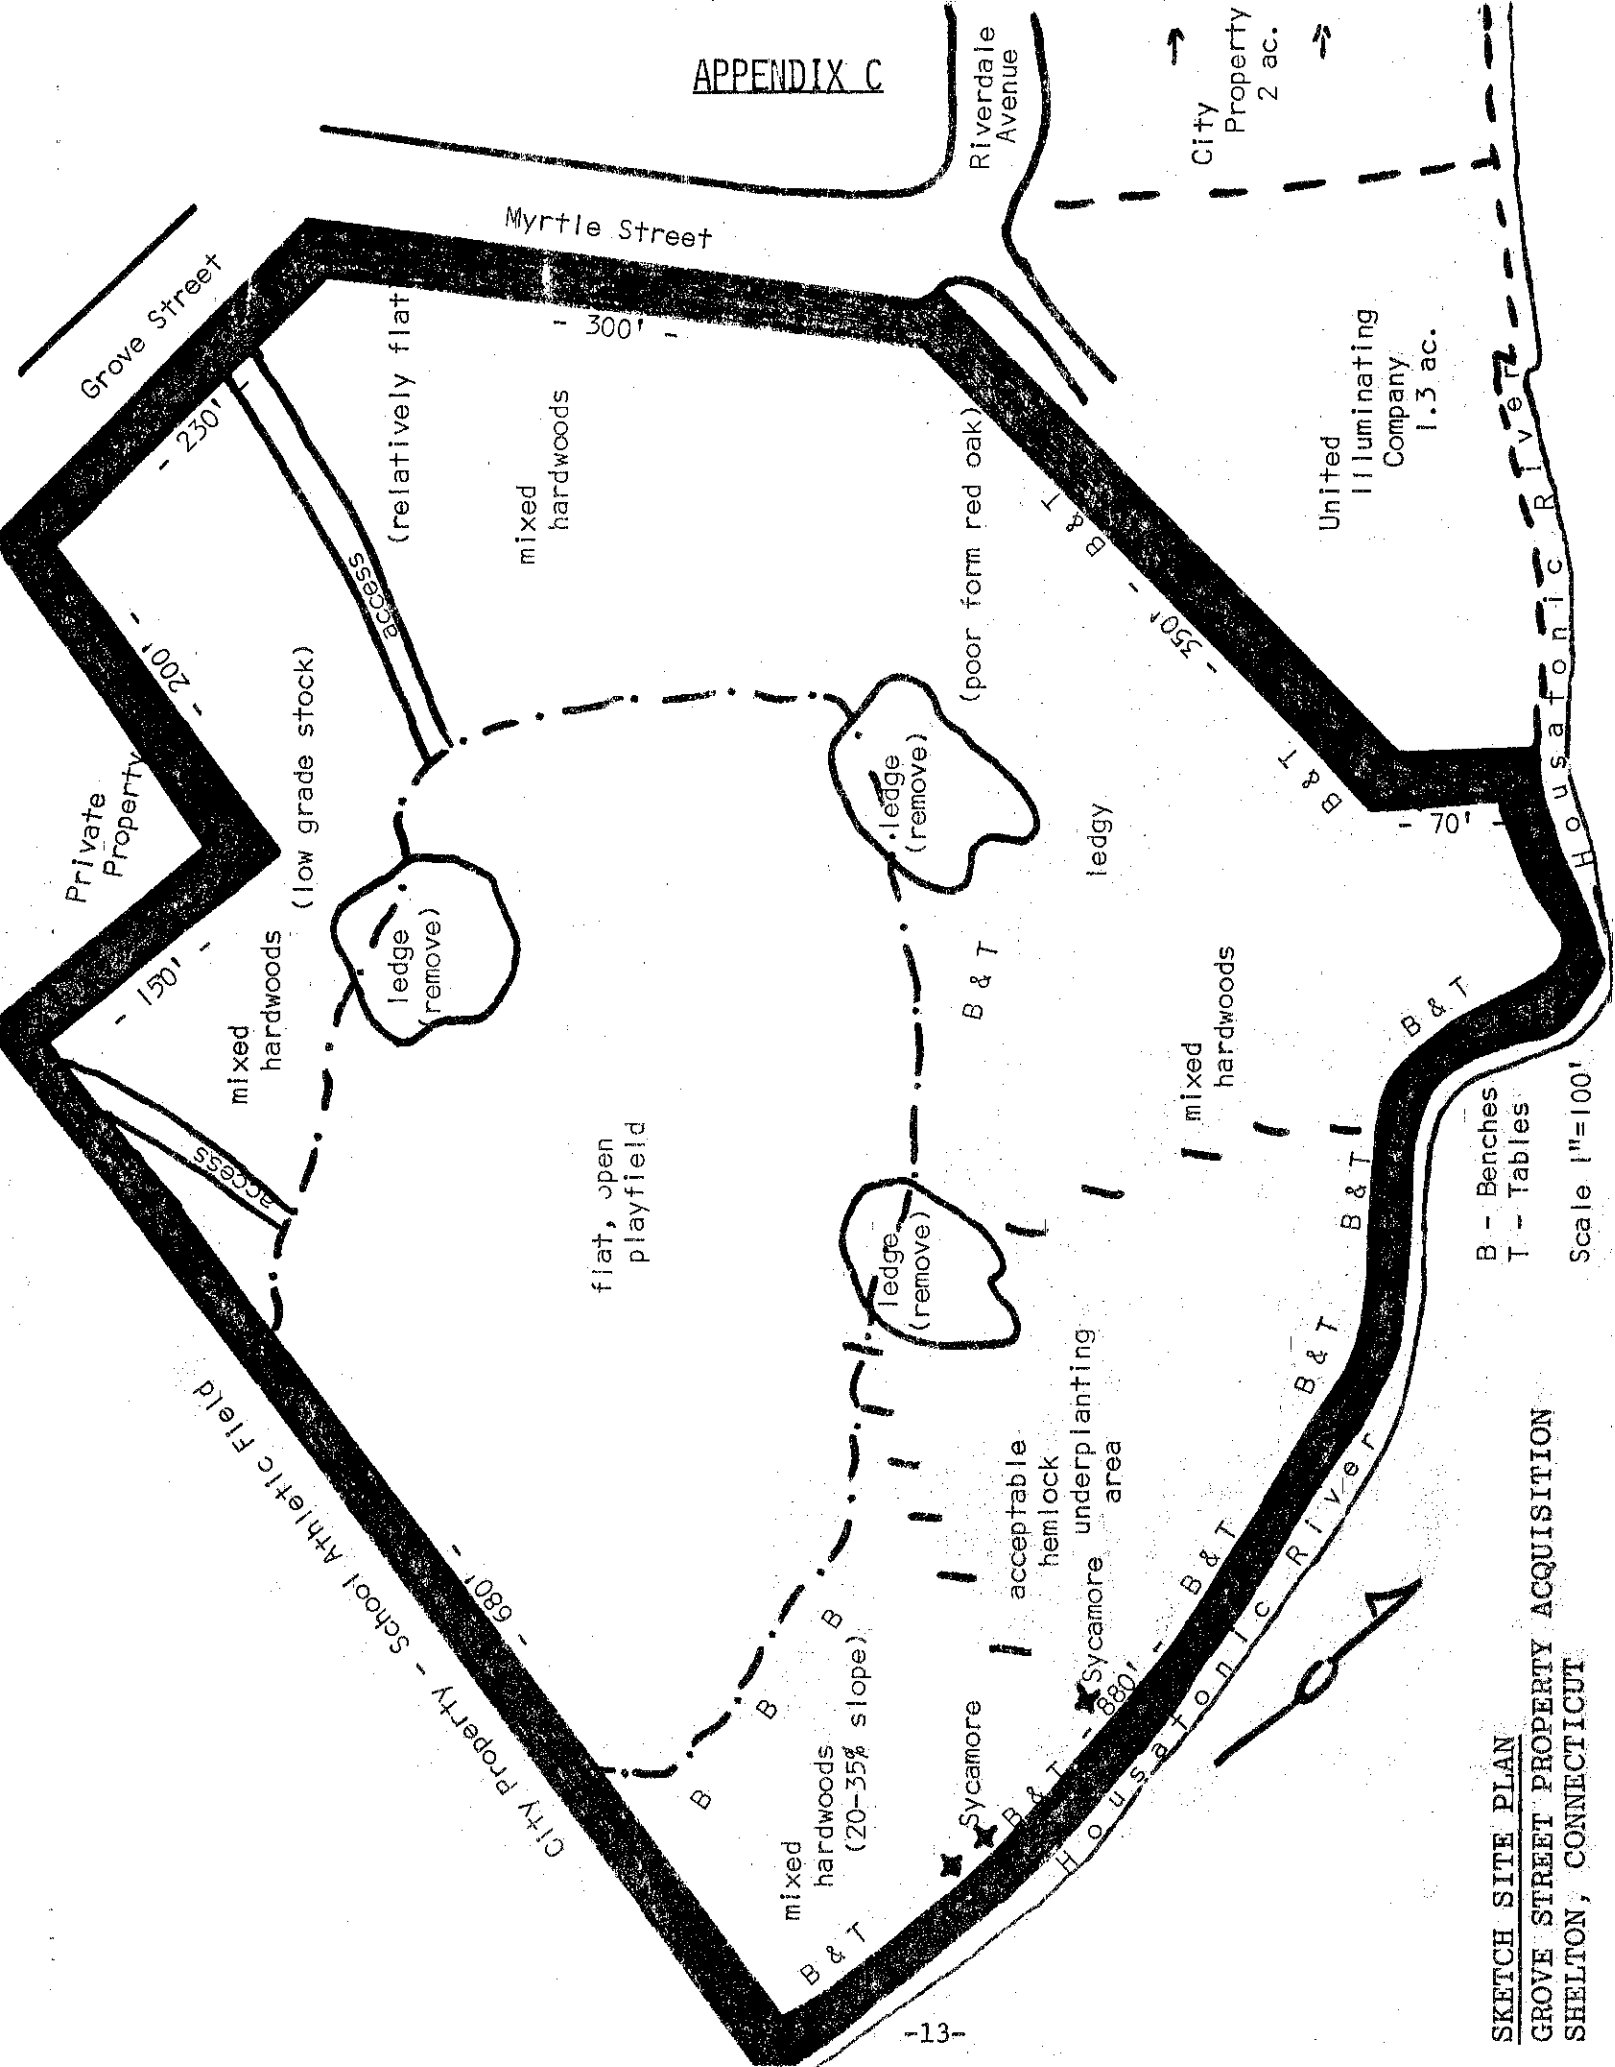 APPENDIX C
Riverdale
Avenue
City
Property
2 ac.
Grove Street
Myrtle Street
- 230' -
- 300' -
(relatively flat
mixed
hardwoods
access
- 200' -
Private
Property
(low grade stock)
- 150' -
mixed
hardwoods
access
ledge
(remove)
(poor form red oak)
B & T
- 350' -
B & T
United
Illuminating
Company
1.3 ac.
Housatonic River
- 70' -
ledge
(remove)
ledgy
B & T
flat, open
playfield
mixed
hardwoods
B & T
B & T
ledge
(remove)
City Property - School Athletic Field
- 680' -
B
B
B
acceptable
hemlock
underplanting
area
B & T
B & T
Sycamore
- 880' -
Sycamore
B & T
mixed
hardwoods
(20-35% slope)
B & T
Housatonic River
B - Benches
T - Tables
Scale 1"=100'
SKETCH SITE PLAN
GROVE STREET PROPERTY ACQUISITION
SHELTON, CONNECTICUT
-13-